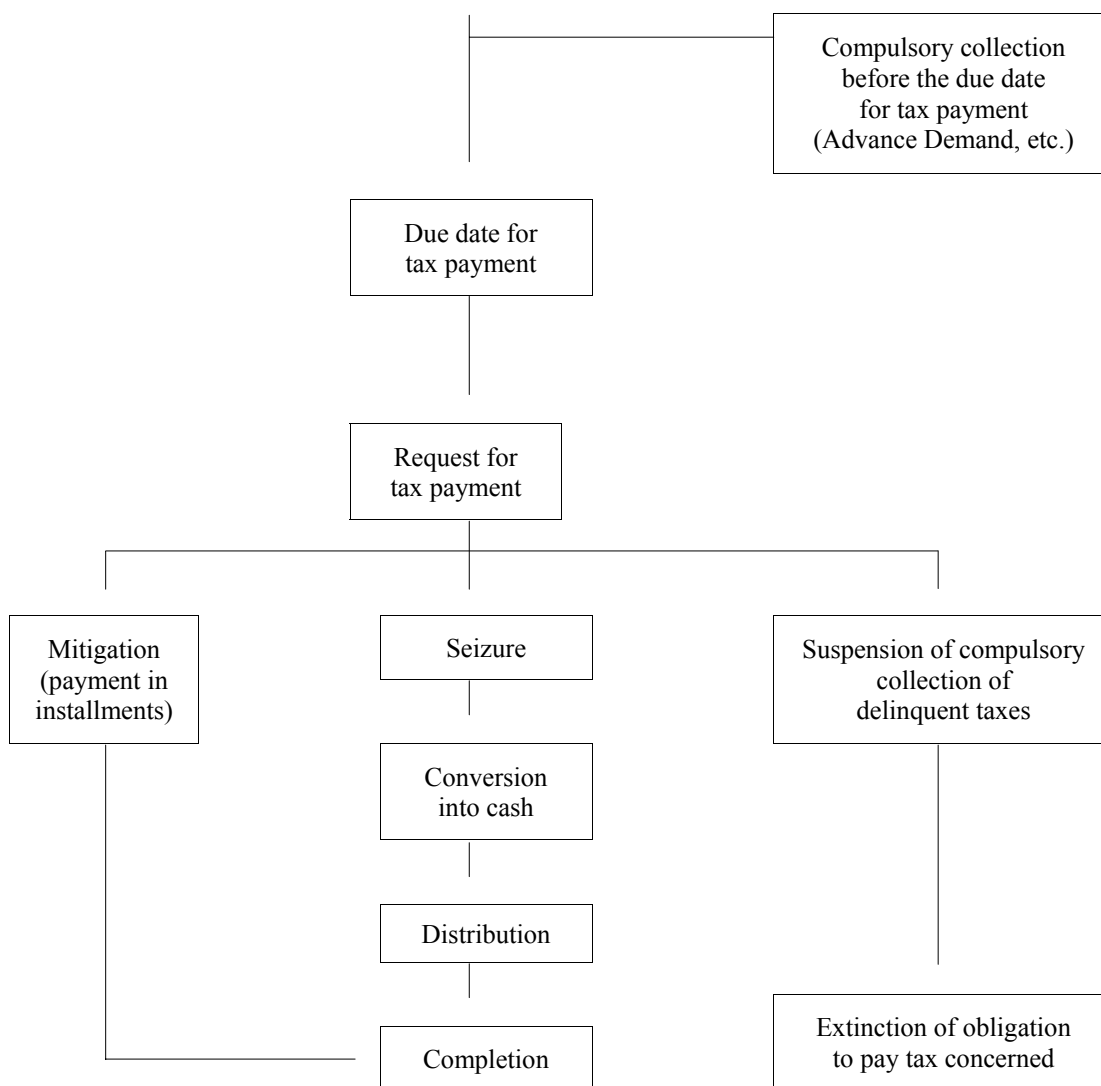 Compulsory collection
before the due date
for tax payment
(Advance Demand, etc.)
Due date for
tax payment
Request for
tax payment
Mitigation
(payment in
installments)
Seizure
Suspension of compulsory
collection of
delinquent taxes
Conversion
into cash
Distribution
Completion
Extinction of obligation
to pay tax concerned